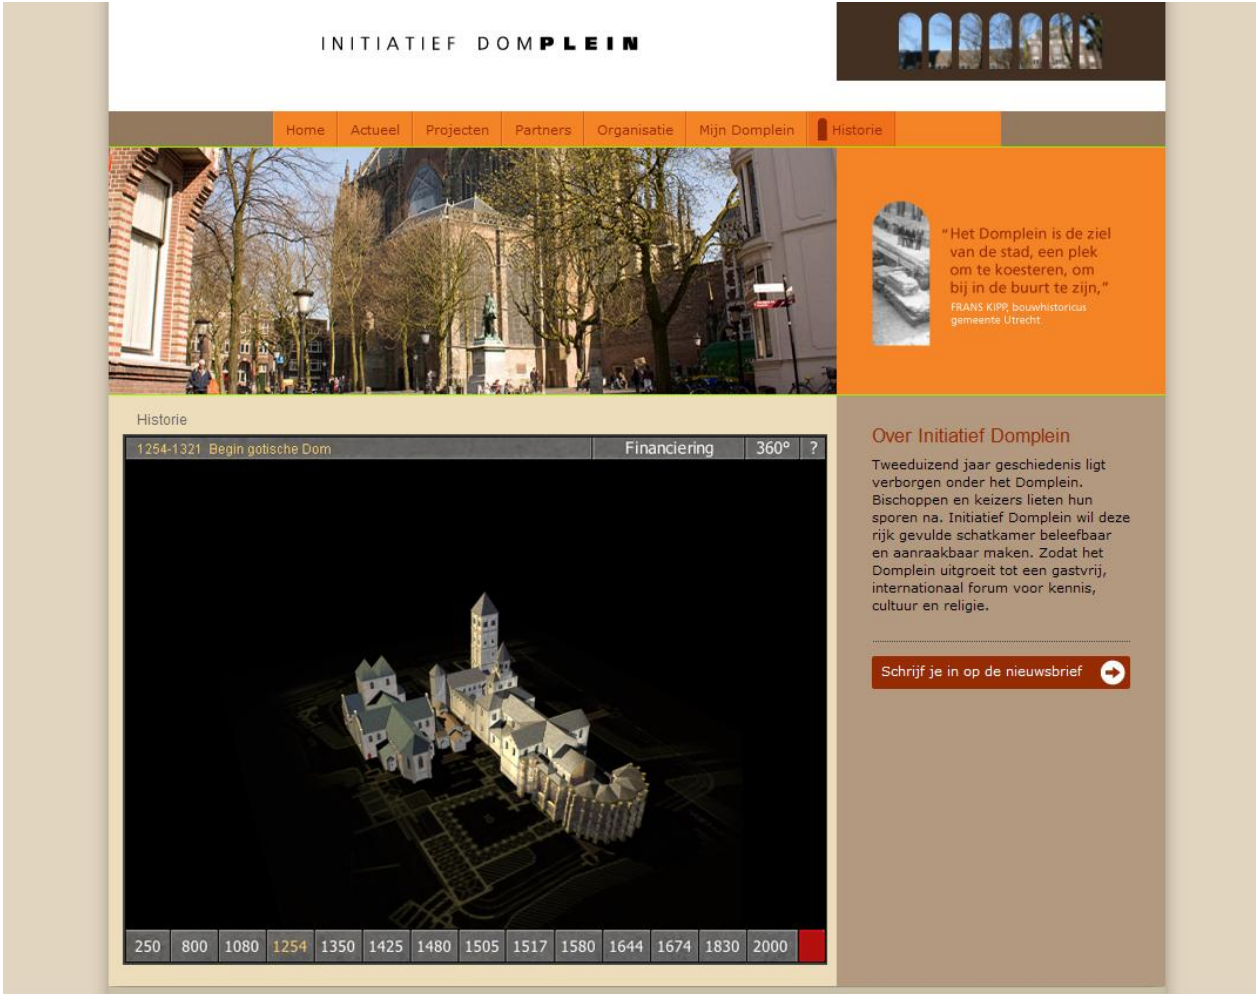 INITIATIEF DOMPLEIN
Home Actueel Projecten Partners Organisatie Mijn Domplein Historie
“Het Domplein is de ziel
van de stad, een plek
om te koesteren, om
bij in de buurt te zijn,”
FRANS KIPP, bouwhistoricus
gemeente Utrecht
Historie
1254-1321 Begin gotische Dom Financiering 360° ?
250 800 1080 1254 1350 1425 1480 1505 1517 1580 1644 1674 1830 2000
Over Initiatief Domplein
Tweeduizend jaar geschiedenis ligt
verborgen onder het Domplein.
Bischoppen en keizers lieten hun
sporen na. Initiatief Domplein wil deze
rijk gevulde schatkamer beleefbaar
en aanraakbaar maken. Zodat het
Domplein uitgroeit tot een gastvrij,
internationaal forum voor kennis,
cultuur en religie.
Schrijf je in op de nieuwsbrief